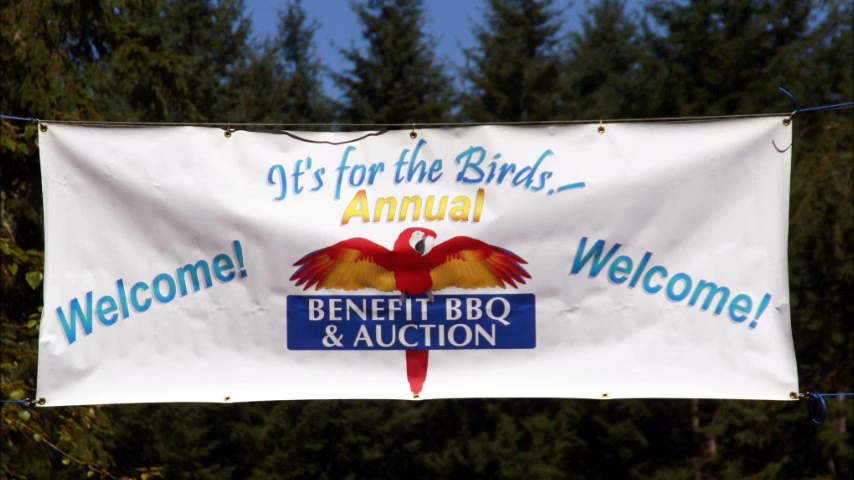 It's for the Birds...
Annual
Welcome!
Welcome!
BENEFIT BBQ
& AUCTION